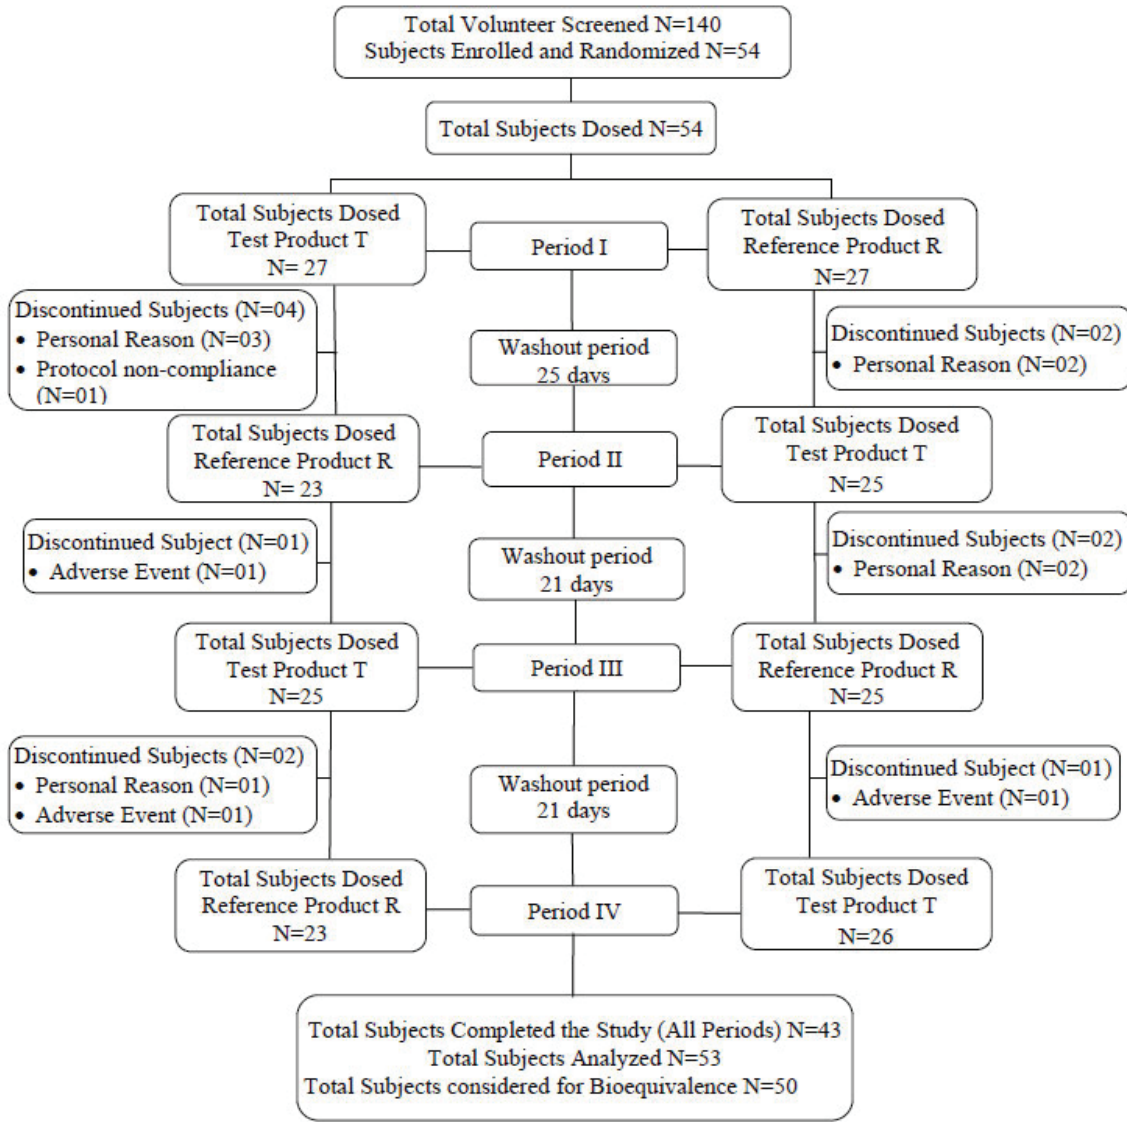 Total Volunteer Screened N=140
Subjects Enrolled and Randomized N=54
Total Subjects Dosed N=54
Total Subjects Dosed
Test Product T
N= 27
Period I
Total Subjects Dosed
Reference Product R
N=27
Discontinued Subjects (N=04)
• Personal Reason (N=03)
• Protocol non-compliance
(N=01)
Washout period
25 days
Discontinued Subjects (N=02)
• Personal Reason (N=02)
Total Subjects Dosed
Reference Product R
N= 23
Period II
Total Subjects Dosed
Test Product T
N=25
Discontinued Subject (N=01)
• Adverse Event (N=01)
Washout period
21 days
Discontinued Subjects (N=02)
• Personal Reason (N=02)
Total Subjects Dosed
Test Product T
N=25
Period III
Total Subjects Dosed
Reference Product R
N=25
Discontinued Subjects (N=02)
• Personal Reason (N=01)
• Adverse Event (N=01)
Washout period
21 days
Discontinued Subject (N=01)
• Adverse Event (N=01)
Total Subjects Dosed
Reference Product R
N=23
Period IV
Total Subjects Dosed
Test Product T
N=26
Total Subjects Completed the Study (All Periods) N=43
Total Subjects Analyzed N=53
Total Subjects considered for Bioequivalence N=50